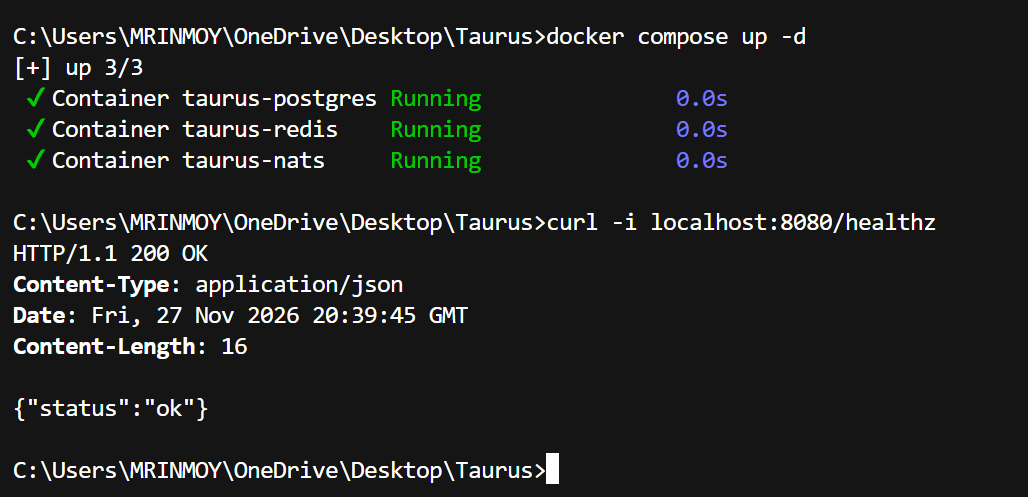 C:\Users\MRINMOY\OneDrive\Desktop\Taurus>docker compose up -d
[+] up 3/3
✓ Container taurus-postgres Running 0.0s
✓ Container taurus-redis Running 0.0s
✓ Container taurus-nats Running 0.0s
C:\Users\MRINMOY\OneDrive\Desktop\Taurus>curl -i localhost:8080/healthz
HTTP/1.1 200 OK
Content-Type: application/json
Date: Fri, 27 Nov 2026 20:39:45 GMT
Content-Length: 16
{"status":"ok"}
C:\Users\MRINMOY\OneDrive\Desktop\Taurus>